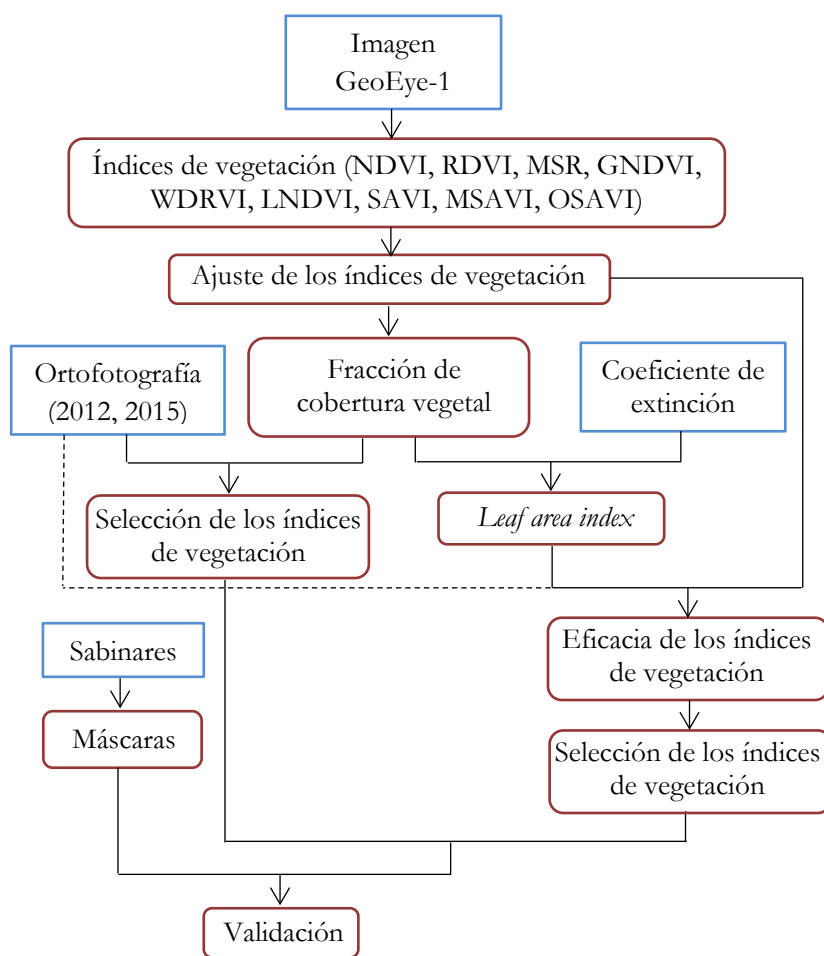 Imagen
GeoEye-1
Índices de vegetación (NDVI, RDVI, MSR, GNDVI,
WDRVI, LNDVI, SAVI, MSAVI, OSAVI)
Ajuste de los índices de vegetación
Ortofotografía
(2012, 2015)
Fracción de
cobertura vegetal
Coeficiente de
extinción
Selección de los índices
de vegetación
Leaf area index
Sabinares
Eficacia de los índices
de vegetación
Máscaras
Selección de los índices
de vegetación
Validación